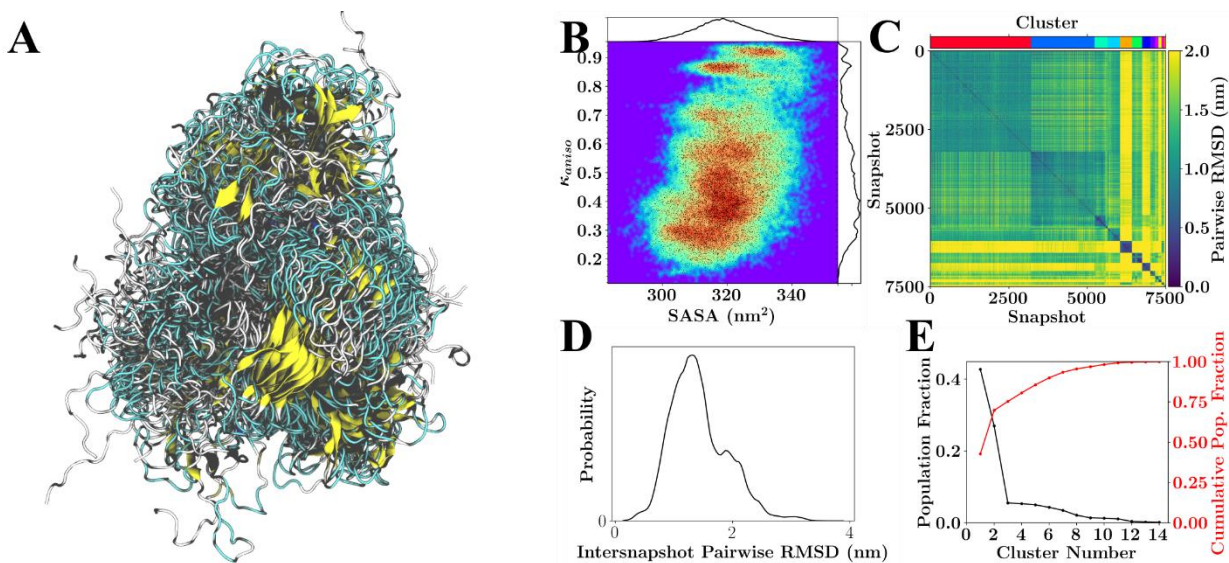 A
B
0.9
0.8
0.7
0.6
0.5
0.4
0.3
0.2
κaniso
300
320
340
SASA (nm²)
C
Cluster
0
2500
5000
7500
Snapshot
0
2500
5000
7500
Snapshot
2.0
1.5
1.0
0.5
0.0
Pairwise RMSD (nm)
D
Probability
0
0
2
4
Intersnapshot Pairwise RMSD (nm)
E
Population Fraction
0.4
0.2
0.0
0
2
4
6
8
10
12
14
Cluster Number
1.00
0.75
0.50
0.25
0.00
Cumulative Pop. Fraction